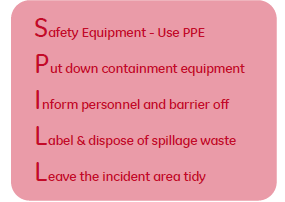 Safety Equipment - Use PPE
Put down containment equipment
Inform personnel and barrier off
Label & dispose of spillage waste
Leave the incident area tidy